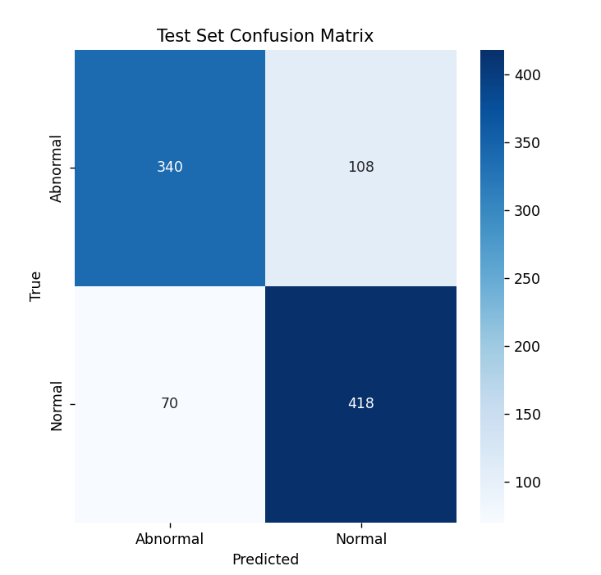 Test Set Confusion Matrix
True
Abnormal
340
108
Normal
70
418
Abnormal
Normal
Predicted
400
350
300
250
200
150
100